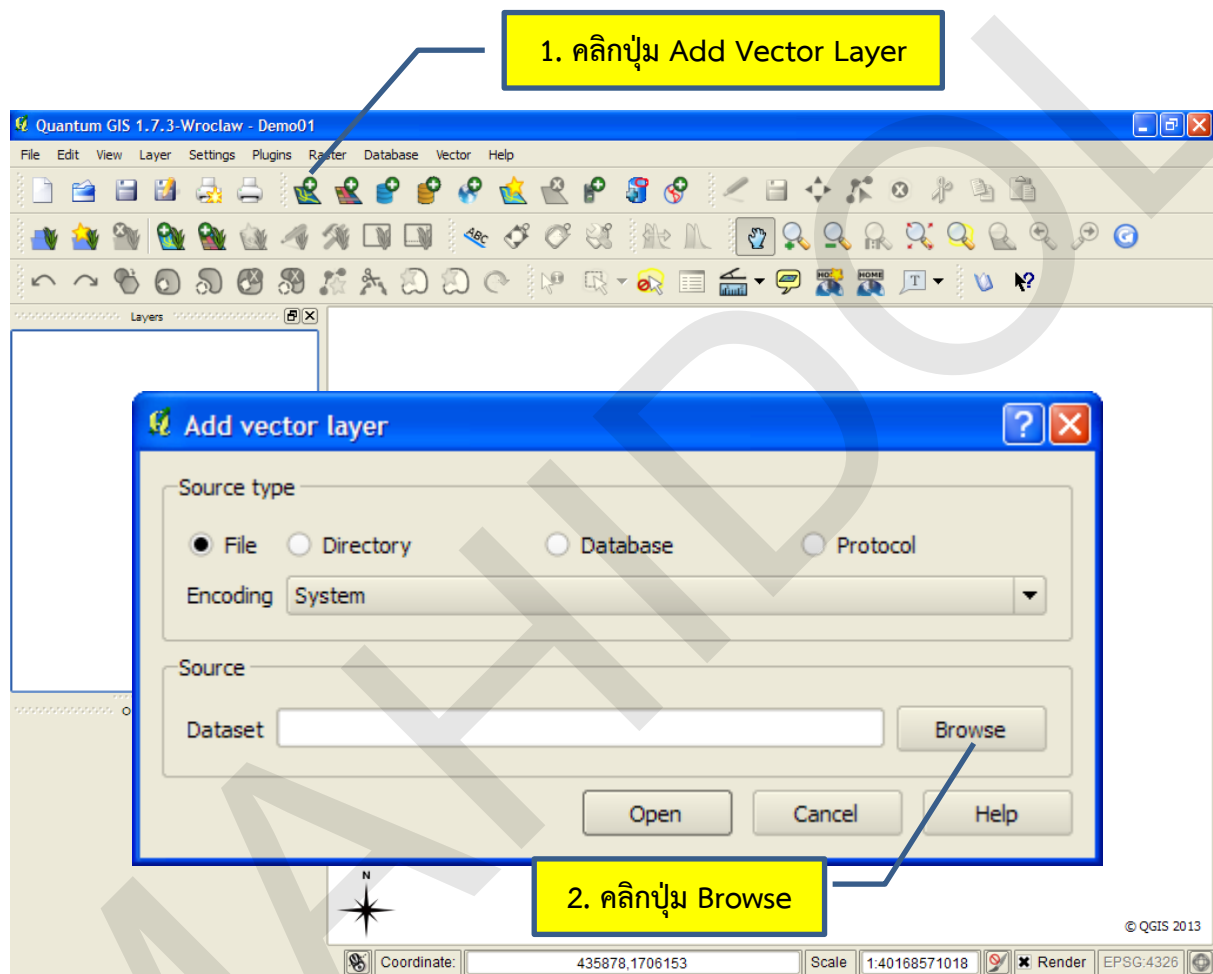 1. คลิกปุ่ม Add Vector Layer
Quantum GIS 1.7.3-Wroclaw - Demo01
File Edit View Layer Settings Plugins Raster Database Vector Help
ABC
HOME
T
Layers
Add vector layer
Source type
File Directory Database Protocol
Encoding System
Source
Dataset Browse
Open Cancel Help
N
2. คลิกปุ่ม Browse
© QGIS 2013
Coordinate: 435878,1706153 Scale 1:40168571018 Render EPSG:4326
MAHIDOL